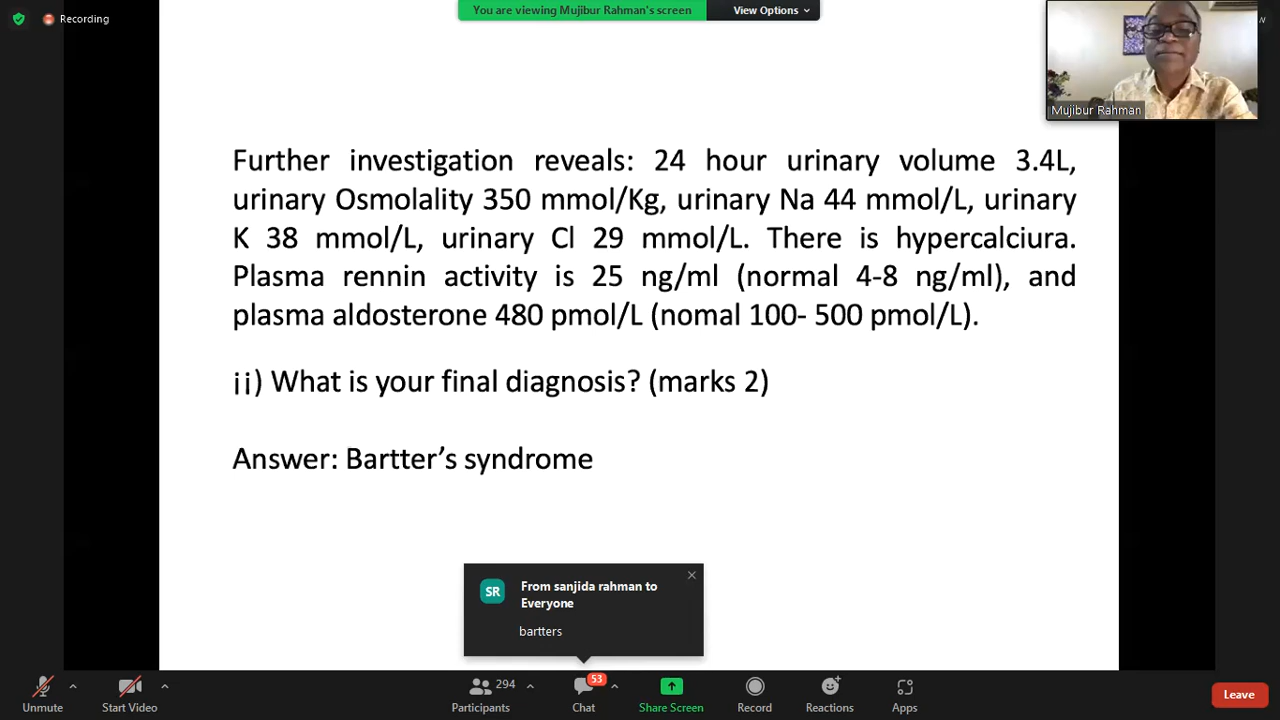 Recording
You are viewing Mujibur Rahman's screen
View Options
Mujibur Rahman
Further investigation reveals: 24 hour urinary volume 3.4L,
urinary Osmolality 350 mmol/Kg, urinary Na 44 mmol/L, urinary
K 38 mmol/L, urinary Cl 29 mmol/L. There is hypercalciura.
Plasma rennin activity is 25 ng/ml (normal 4-8 ng/ml), and
plasma aldosterone 480 pmol/L (nomal 100- 500 pmol/L).
¡¡) What is your final diagnosis? (marks 2)
Answer: Bartter’s syndrome
SR
From sanjida rahman to
Everyone
bartters
Unmute
Start Video
294
Participants
53
Chat
Share Screen
Record
Reactions
Apps
Leave